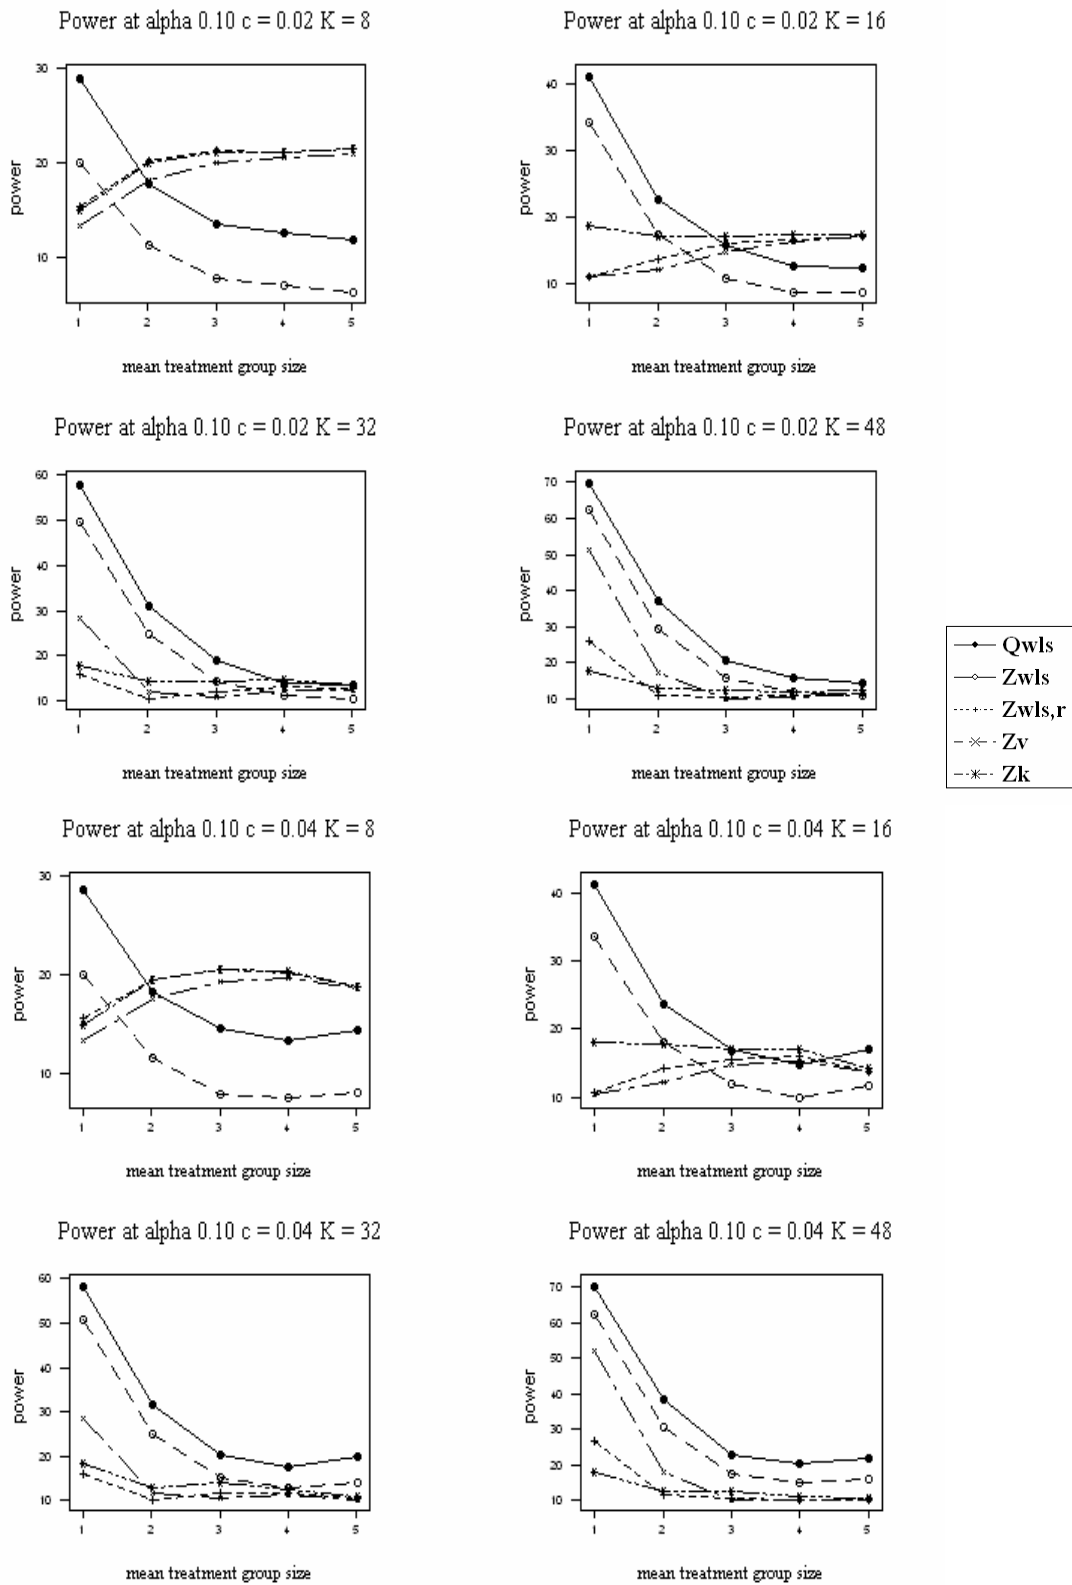 Power at alpha 0.10 c = 0.02 K = 8
Power at alpha 0.10 c = 0.02 K = 16
30
20
10
power
1 2 3 4 5
mean treatment group size
40
30
20
10
power
1 2 3 4 5
mean treatment group size
Power at alpha 0.10 c = 0.02 K = 32
Power at alpha 0.10 c = 0.02 K = 48
60
50
40
30
20
10
power
1 2 3 4 5
mean treatment group size
70
60
50
40
30
20
10
power
1 2 3 4 5
mean treatment group size
Qwls
Zwls
Zwls,r
Zv
Zk
Power at alpha 0.10 c = 0.04 K = 8
Power at alpha 0.10 c = 0.04 K = 16
30
20
10
power
1 2 3 4 5
mean treatment group size
40
30
20
10
power
1 2 3 4 5
mean treatment group size
Power at alpha 0.10 c = 0.04 K = 32
Power at alpha 0.10 c = 0.04 K = 48
60
50
40
30
20
10
power
1 2 3 4 5
mean treatment group size
70
60
50
40
30
20
10
power
1 2 3 4 5
mean treatment group size